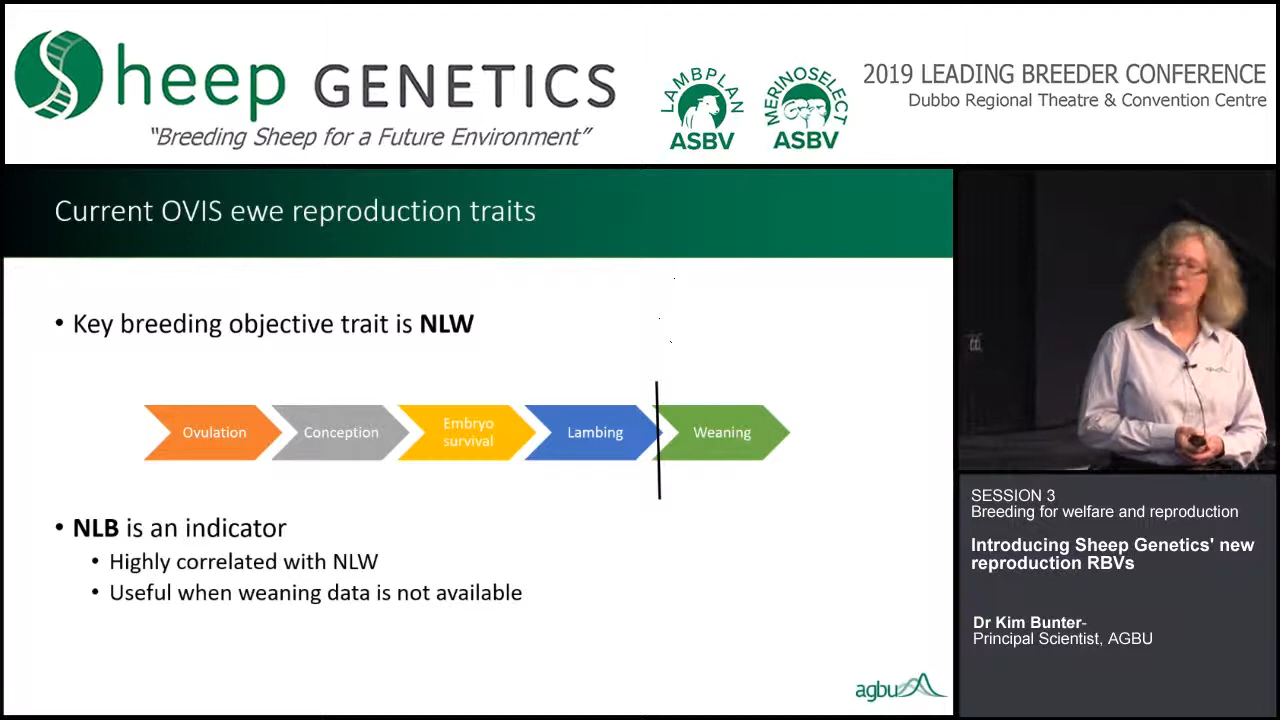 Sheep GENETICS
"Breeding Sheep for a Future Environment"
LAMBPLAN
ASBV
MERINOSELECT
ASBV
2019 LEADING BREEDER CONFERENCE
Dubbo Regional Theatre & Convention Centre
Current OVIS ewe reproduction traits
• Key breeding objective trait is NLW
Ovulation
Conception
Embryo
survival
Lambing
Weaning
• NLB is an indicator
• Highly correlated with NLW
• Useful when weaning data is not available
agbu
SESSION 3
Breeding for welfare and reproduction
Introducing Sheep Genetics' new
reproduction RBVs
Dr Kim Bunter-
Principal Scientist, AGBU